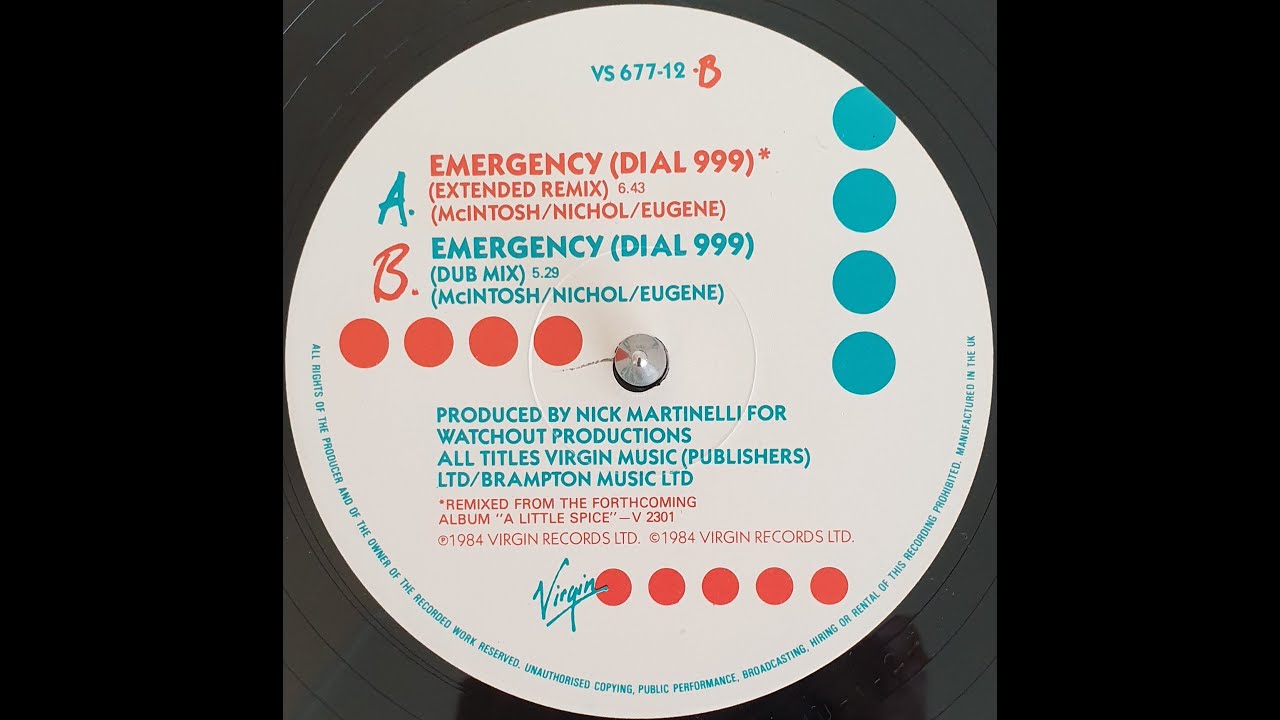 VS 677-12 ·B
A. EMERGENCY (DIAL 999)*
(EXTENDED REMIX) 6.43
(McINTOSH/NICHOL/EUGENE)
B. EMERGENCY (DIAL 999)
(DUB MIX) 5.29
(McINTOSH/NICHOL/EUGENE)
PRODUCED BY NICK MARTINELLI FOR
WATCHOUT PRODUCTIONS
ALL TITLES VIRGIN MUSIC (PUBLISHERS)
LTD/BRAMPTON MUSIC LTD
*REMIXED FROM THE FORTHCOMING
ALBUM "A LITTLE SPICE"—V 2301
℗1984 VIRGIN RECORDS LTD. ©1984 VIRGIN RECORDS LTD.
Virgin
ALL RIGHTS OF THE PRODUCER AND OF THE OWNER OF THE RECORDED WORK RESERVED. UNAUTHORISED COPYING, PUBLIC PERFORMANCE, BROADCASTING, HIRING OR RENTAL OF THIS RECORDING PROHIBITED. MANUFACTURED IN THE UK